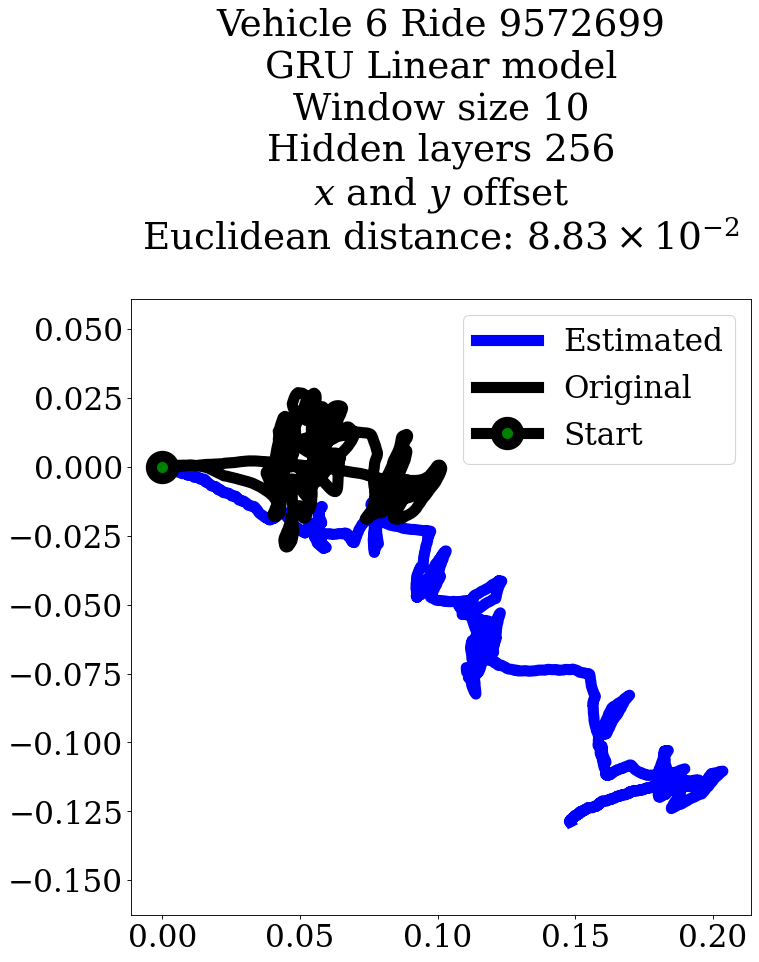 Vehicle 6 Ride 9572699
GRU Linear model
Window size 10
Hidden layers 256
x and y offset
Euclidean distance: 8.83 × 10⁻²
Estimated
Original
Start
0.050
0.025
0.000
−0.025
−0.050
−0.075
−0.100
−0.125
−0.150
0.00 0.05 0.10 0.15 0.20